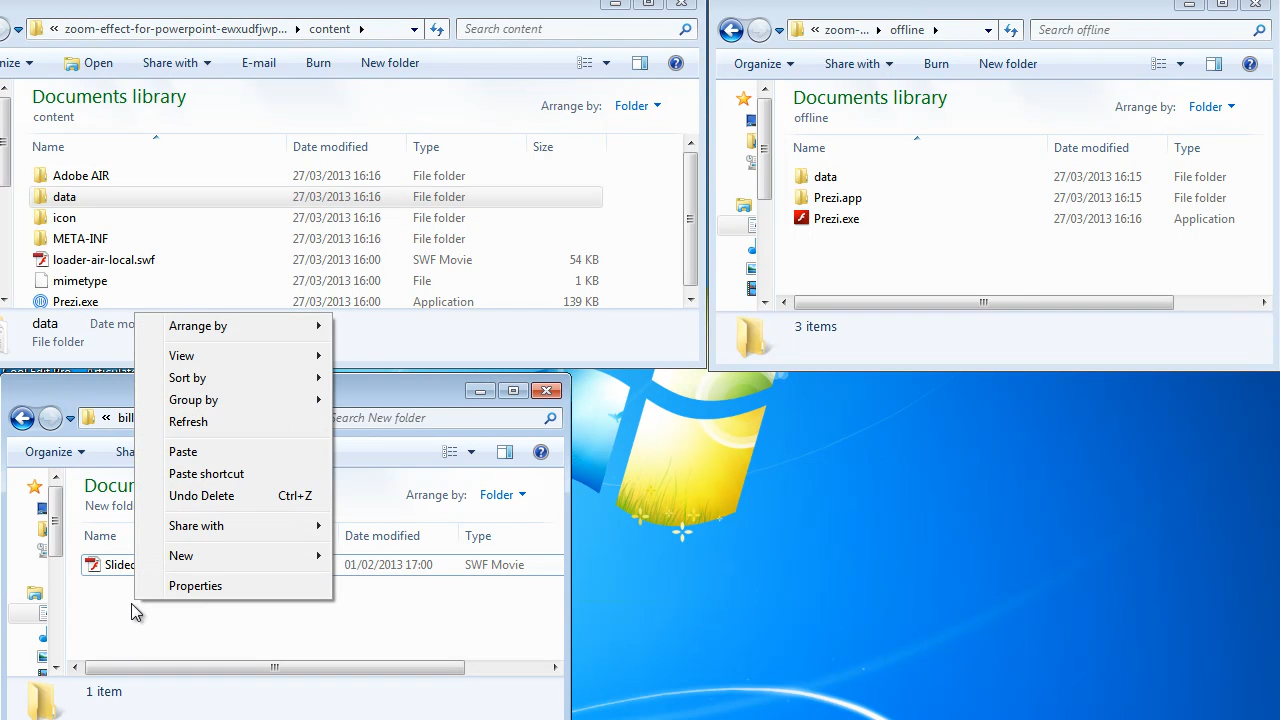 zoom-effect-for-powerpoint-ewxudfjwp... content Search content
Open Share with E-mail Burn New folder
Documents library
content
Arrange by: Folder
Name Date modified Type Size
Adobe AIR 27/03/2013 16:16 File folder
data 27/03/2013 16:16 File folder
icon 27/03/2013 16:16 File folder
META-INF 27/03/2013 16:16 File folder
loader-air-local.swf 27/03/2013 16:00 SWF Movie 54 KB
mimetype 27/03/2013 16:00 File 1 KB
Prezi.exe 27/03/2013 16:00 Application 139 KB
data Date mo
File folder
zoom-... offline Search offline
Organize Share with Burn New folder
Documents library
offline
Arrange by: Folder
Name Date modified Type
data 27/03/2013 16:15 File folder
Prezi.app 27/03/2013 16:15 File folder
Prezi.exe 27/03/2013 16:16 Application
3 items
Arrange by
View
Sort by
Group by
Refresh
Paste
Paste shortcut
Undo Delete Ctrl+Z
Share with
New
Properties
bill
Search New folder
Organize Sha
Docu
New fold
Arrange by: Folder
Name Date modified Type
Slided 01/02/2013 17:00 SWF Movie
1 item